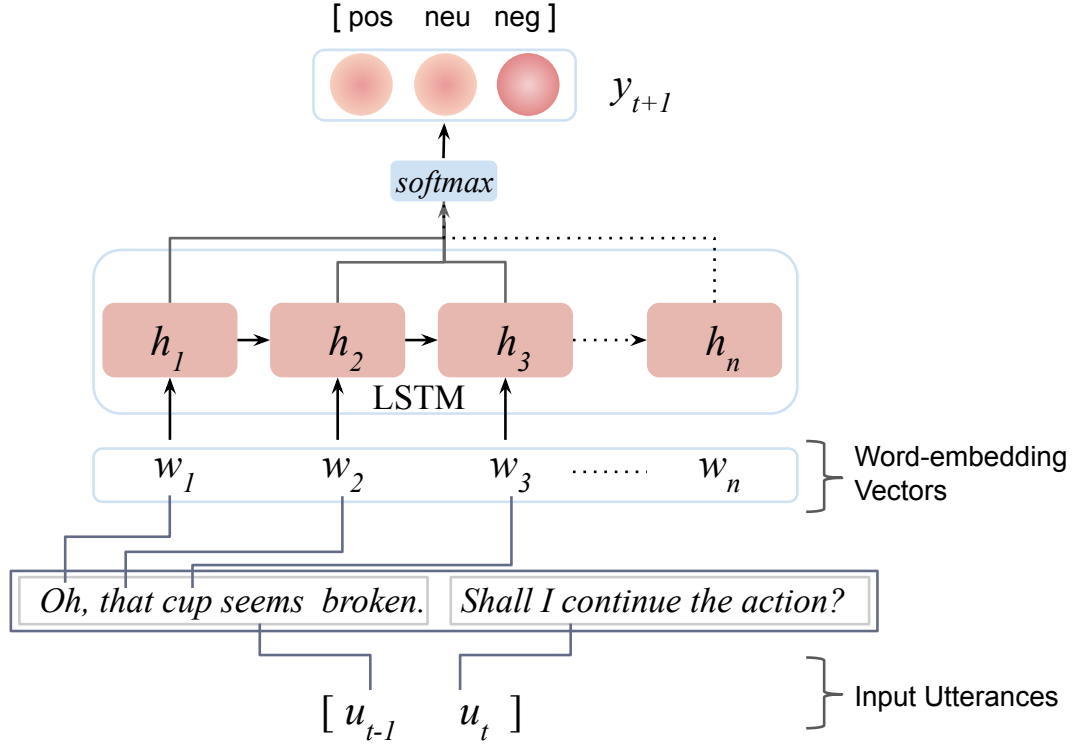 [ pos neu neg ]
y_{t+1}
softmax
h_1 h_2 h_3 h_n
LSTM
w_1 w_2 w_3 ........ w_n
Word-embedding
Vectors
Oh, that cup seems broken. Shall I continue the action?
[ u_{t-1} u_t ]
Input Utterances